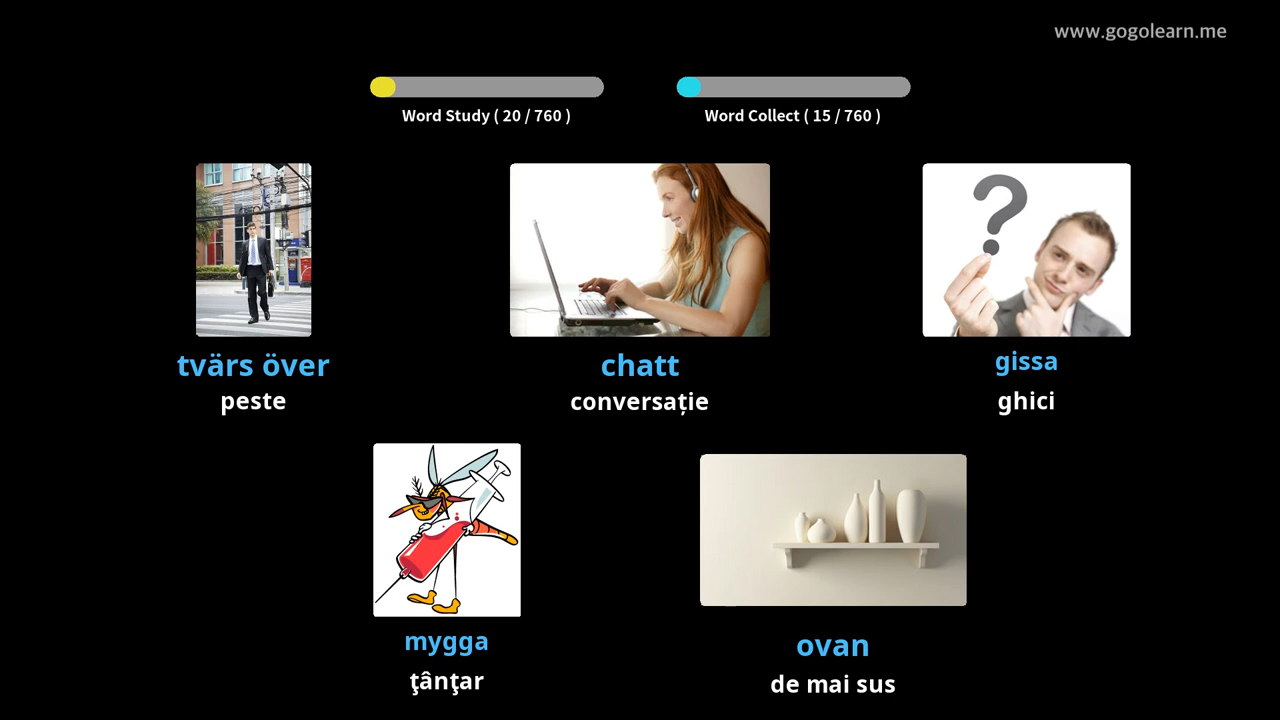 www.gogolearn.me
Word Study ( 20 / 760 )
Word Collect ( 15 / 760 )
tvärs över
peste
chatt
conversație
gissa
ghici
mygga
ţânţar
ovan
de mai sus